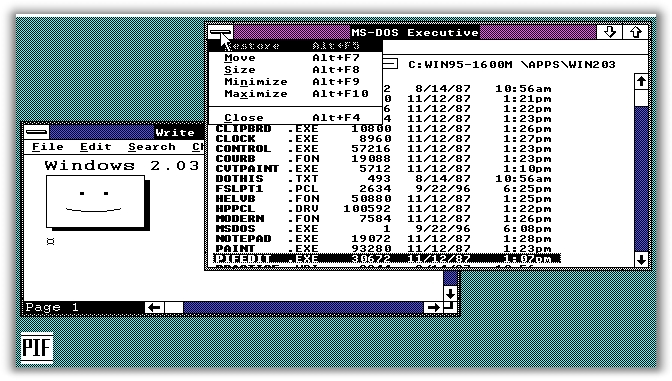 MS-DOS Executive
Restore Alt+F5
Move Alt+F7
Size Alt+F8
Minimize Alt+F9
Maximize Alt+F10
Close Alt+F4
C:WIN95-1600M \APPS\WIN203
2 8/14/87 10:56am
0 11/12/87 1:21pm
11/12/87 1:22pm
11/12/87 1:23pm
CLIPBRD .EXE 10800 11/12/87 1:26pm
CLOCK .EXE 8960 11/12/87 1:27pm
CONTROL .EXE 57216 11/12/87 1:23pm
COURB .FON 19088 11/12/87 1:23pm
CVTPAINT .EXE 5712 11/12/87 1:10pm
DOTHIS .TXT 493 8/14/87 10:56am
FSLPT1 .PCL 2634 9/22/96 6:25pm
HELVB .FON 50880 11/12/87 1:25pm
HPPCL .DRV 100592 11/12/87 1:22pm
MODERN .FON 7584 11/12/87 1:26pm
MSDOS .EXE 1 9/22/96 6:08pm
NOTEPAD .EXE 19072 11/12/87 1:28pm
PAINT .EXE 93280 11/12/87 1:23pm
PIFEDIT .EXE 30672 11/12/87 1:07pm
Write
File Edit Search
Windows 2.03
Page 1
PIF